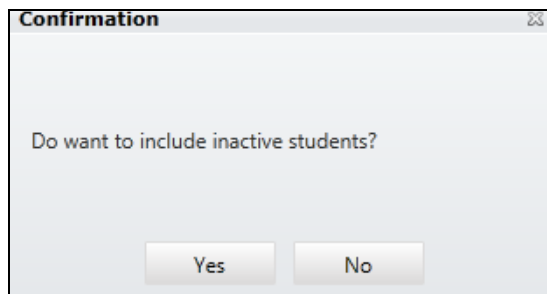 Confirmation
Do want to include inactive students?
Yes No